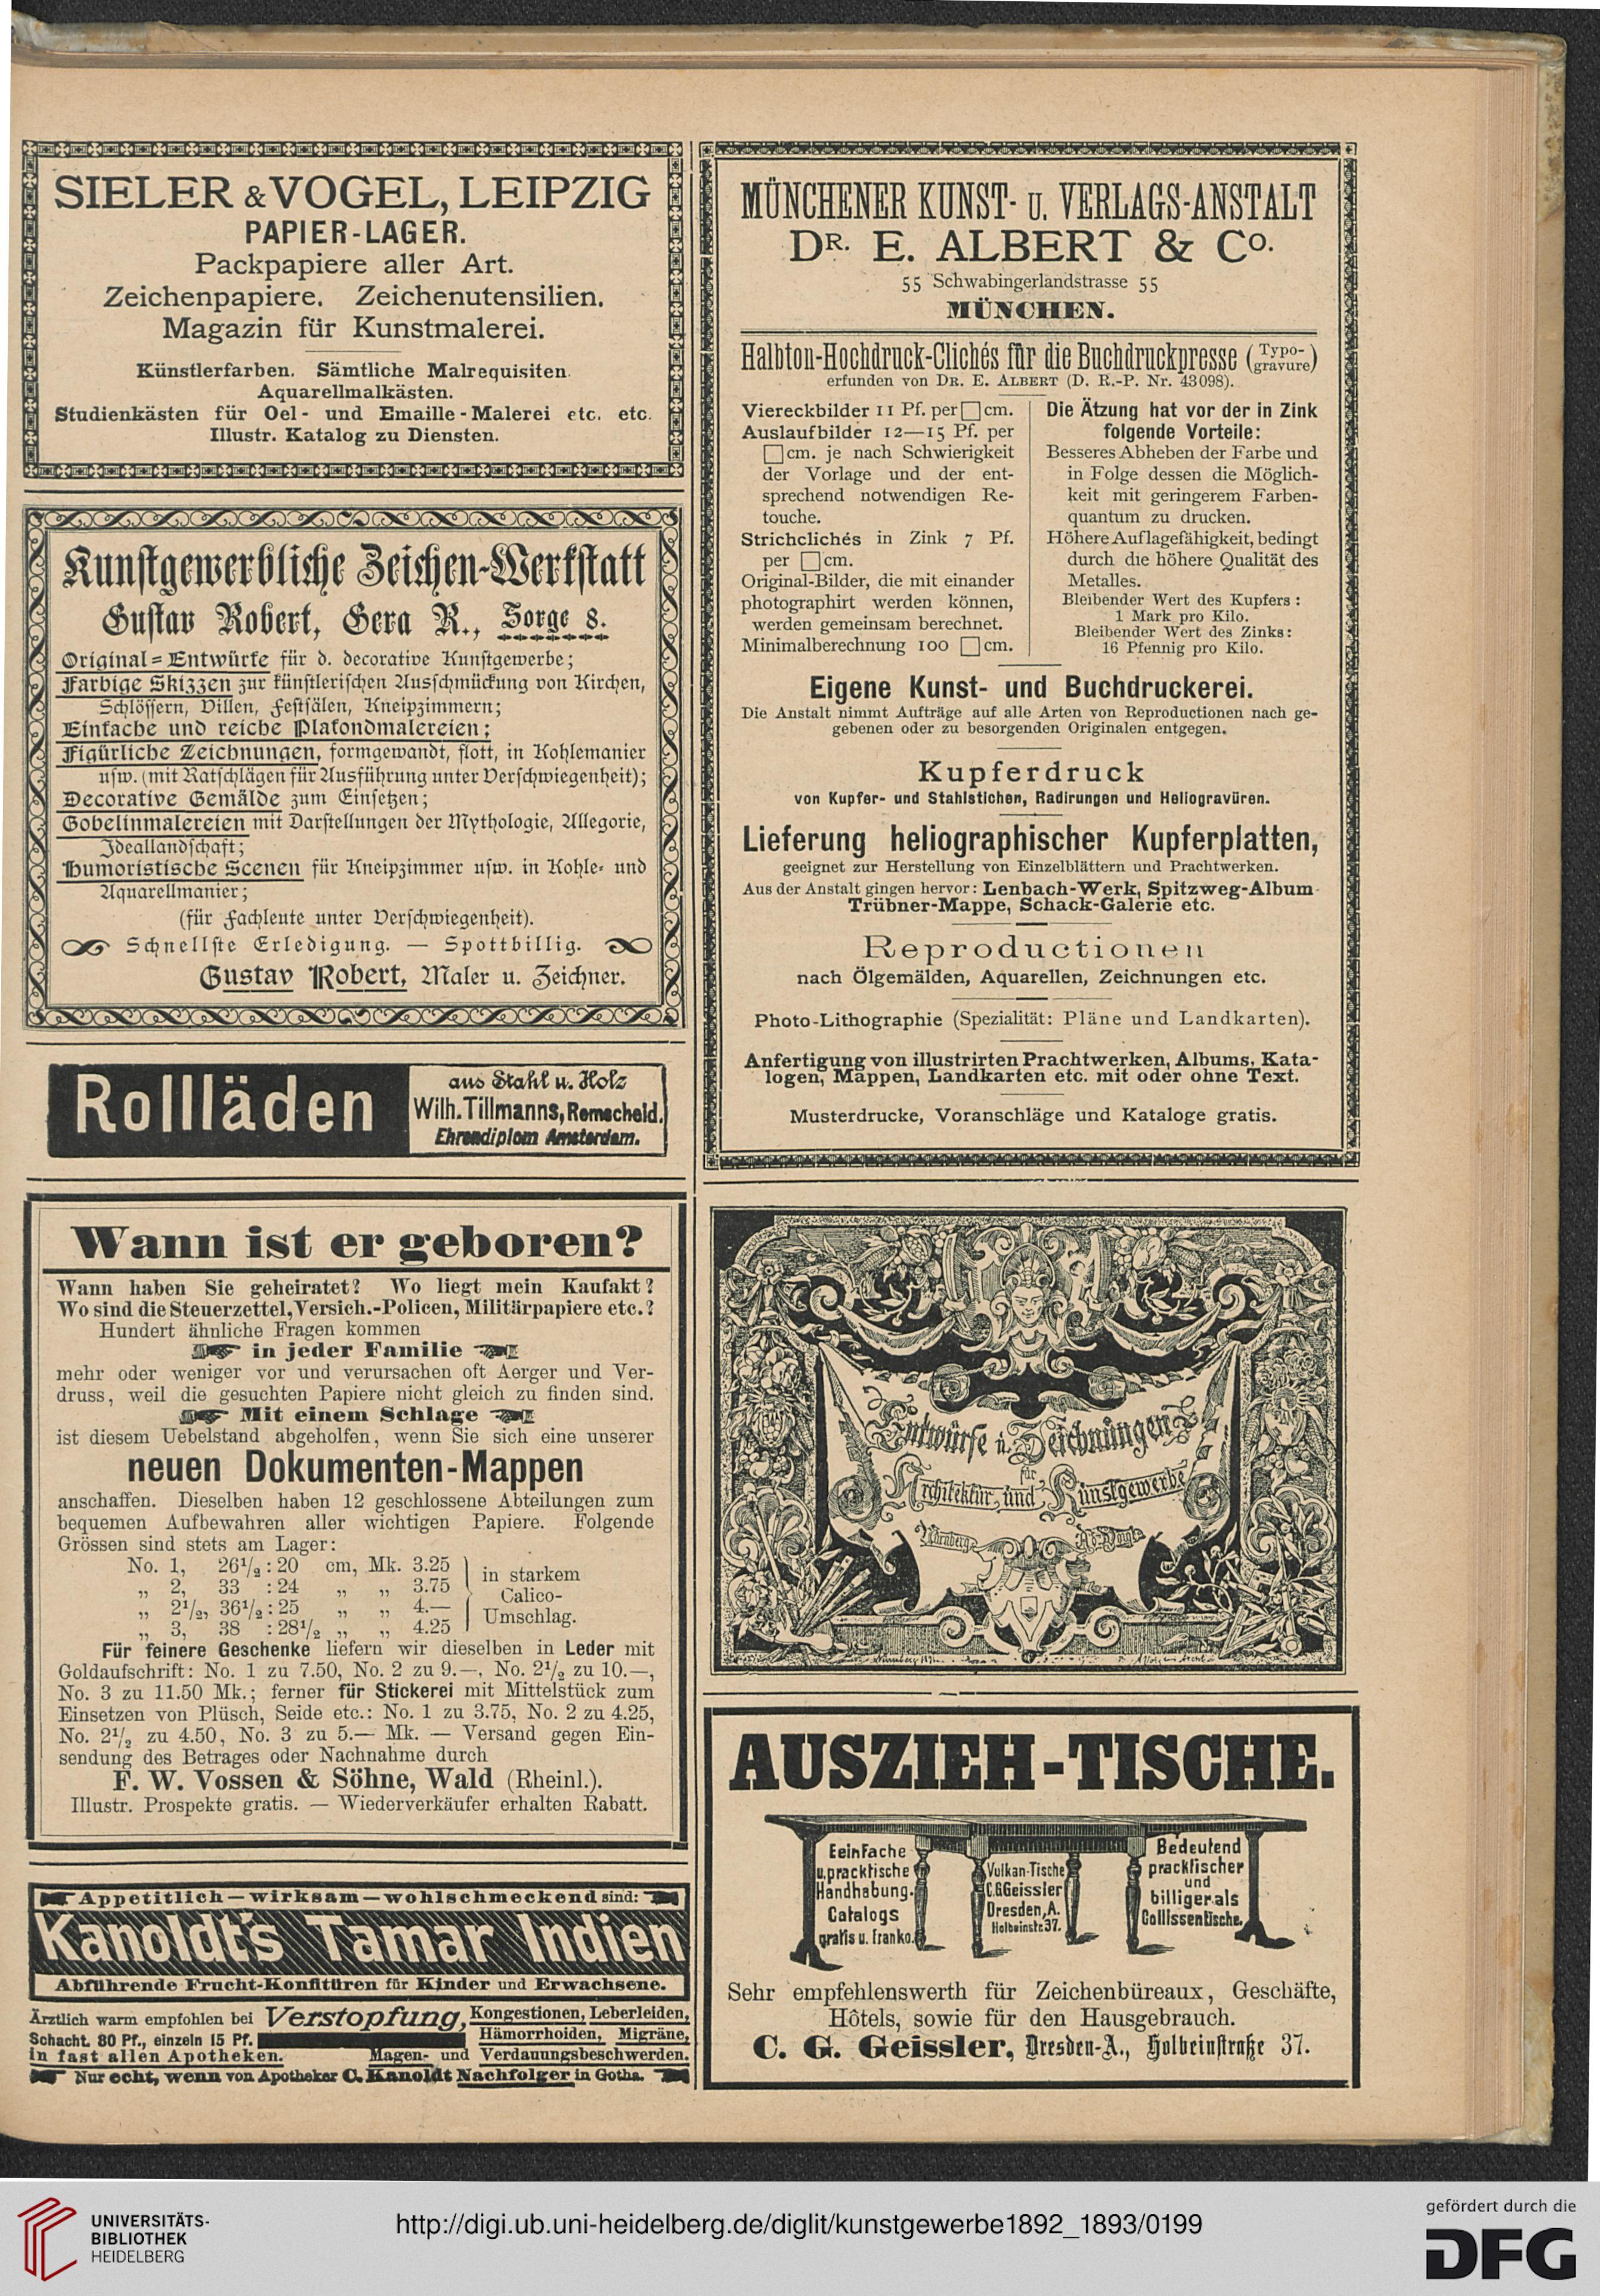 SIELER & VOGEL, LEIPZIG
PAPIER-LAGER.
Packpapiere aller Art.
Zeichenpapiere. Zeichenutensilien.
Magazin für Kunstmalerei.
Künstlerfarben. Sämtliche Malrequisiten.
Aquarellmalkästen.
Studienkästen für Oel- und Emaille-Malerei etc. etc.
Illustr. Katalog zu Diensten.
Kunstgewerbliche Zeichen-Werkstatt
Gustav Robert, Gera R., Sorge 8.
Original=Entwürfe für d. decorative Kunstgewerbe;
Farbige Skizzen zur künstlerischen Ausschmückung von Kirchen,
Schlössern, Villen, Festsälen, Kneipzimmern;
Einfache und reiche Plafondmalereien;
Figürliche Zeichnungen, formgewandt, flott, in Kohlemanier
usw. (mit Ratschlägen für Ausführung unter Verschwiegenheit);
Decorative Gemälde zum Einsetzen;
Gobelinmalereien mit Darstellungen der Mythologie, Allegorie,
Ideallandschaft;
Humoristische Scenen für Kneipzimmer usw. in Kohle- und
Aquarellmanier;
(für Fachleute unter Verschwiegenheit).
Schnellste Erledigung. — Spottbillig.
Gustav Robert, Maler u. Zeichner.
Rollläden
aus Stahl u. Holz
Wilh. Tillmanns, Remscheid.
Ehrendiplom Amsterdam.
Wann ist er geboren?
Wann haben Sie geheiratet? Wo liegt mein Kaufakt?
Wo sind die Steuerzettel, Versich.-Policen, Militärpapiere etc.?
Hundert ähnliche Fragen kommen
in jeder Familie
mehr oder weniger vor und verursachen oft Aerger und Ver-
druss, weil die gesuchten Papiere nicht gleich zu finden sind.
Mit einem Schlage
ist diesem Uebelstand abgeholfen, wenn Sie sich eine unserer
neuen Dokumenten-Mappen
anschaffen. Dieselben haben 12 geschlossene Abteilungen zum
bequemen Aufbewahren aller wichtigen Papiere. Folgende
Grössen sind stets am Lager:
No. 1, 26½ : 20 cm, Mk. 3.25
„ 2, 33 : 24 „ „ 3.75
„ 2½, 36½ : 25 „ „ 4.—
„ 3, 38 : 28½ „ „ 4.25
in starkem
Calico-
Umschlag.
Für feinere Geschenke liefern wir dieselben in Leder mit
Goldaufschrift: No. 1 zu 7.50, No. 2 zu 9.—, No. 2½ zu 10.—,
No. 3 zu 11.50 Mk.; ferner für Stickerei mit Mittelstück zum
Einsetzen von Plüsch, Seide etc.: No. 1 zu 3.75, No. 2 zu 4.25,
No. 2½ zu 4.50, No. 3 zu 5.— Mk. — Versand gegen Ein-
sendung des Betrages oder Nachnahme durch
F. W. Vossen & Söhne, Wald (Rheinl.).
Illustr. Prospekte gratis. — Wiederverkäufer erhalten Rabatt.
Appetitlich — wirksam — wohlschmeckend sind:
Kanoldt's Tamar Indien
Abführende Frucht-Konfitüren für Kinder und Erwachsene.
Ärztlich warm empfohlen bei Verstopfung, Kongestionen, Leberleiden,
Schacht. 80 Pf., einzeln 15 Pf. Hämorrhoiden, Migräne,
in fast allen Apotheken. Magen- und Verdauungsbeschwerden.
Nur echt, wenn von Apotheker C. Kanoldt Nachfolger in Gotha.
MÜNCHENER KUNST- U. VERLAGS-ANSTALT
DR. E. ALBERT & Co.
55 Schwabingerlandstrasse 55
MÜNCHEN.
Halbton-Hochdruck-Clichés für die Buchdruckpresse (Typo-gravure)
erfunden von DR. E. ALBERT (D. R.-P. Nr. 43098).
Viereckbilder 11 Pf. per □ cm.
Auslaufbilder 12—15 Pf. per
□ cm. je nach Schwierigkeit
der Vorlage und der ent-
sprechend notwendigen Re-
touche.
Strichclichés in Zink 7 Pf.
per □ cm.
Original-Bilder, die mit einander
photographirt werden können,
werden gemeinsam berechnet.
Minimalberechnung 100 □ cm.
Die Ätzung hat vor der in Zink
folgende Vorteile:
Besseres Abheben der Farbe und
in Folge dessen die Möglich-
keit mit geringerem Farben-
quantum zu drucken.
Höhere Auflagefähigkeit, bedingt
durch die höhere Qualität des
Metalles.
Bleibender Wert des Kupfers:
1 Mark pro Kilo.
Bleibender Wert des Zinks:
16 Pfennig pro Kilo.
Eigene Kunst- und Buchdruckerei.
Die Anstalt nimmt Aufträge auf alle Arten von Reproductionen nach ge-
gebenen oder zu besorgenden Originalen entgegen.
Kupferdruck
von Kupfer- und Stahlstichen, Radirungen und Heliogravüren.
Lieferung heliographischer Kupferplatten,
geeignet zur Herstellung von Einzelblättern und Prachtwerken.
Aus der Anstalt gingen hervor: Lenbach-Werk, Spitzweg-Album
Trübner-Mappe, Schack-Galerie etc.
Reproductionen
nach Ölgemälden, Aquarellen, Zeichnungen etc.
Photo-Lithographie (Spezialität: Pläne und Landkarten).
Anfertigung von illustrirten Prachtwerken, Albums, Kata-
logen, Mappen, Landkarten etc. mit oder ohne Text.
Musterdrucke, Voranschläge und Kataloge gratis.
Entwürfe u. Zeichnungen
für
Architektur und Kunstgewerbe
Nürnberg
AUSZIEH-TISCHE.
Eeinfache
u. pracktische
Handhabung.
Catalogs
gratis u. franko.
Vulkan-Tische
C.G. Geissler
Dresden, A.
Holbeinstr. 37.
Bedeutend
pracktischer
und
billiger als
Collissentische.
Sehr empfehlenswerth für Zeichenbüreaux, Geschäfte,
Hôtels, sowie für den Hausgebrauch.
C. G. Geissler, Dresden-A., Holbeinstraße 37.
UNIVERSITÄTS-
BIBLIOTHEK
HEIDELBERG
http://digi.ub.uni-heidelberg.de/diglit/kunstgewerbe1892_1893/0199
gefördert durch die
DFG